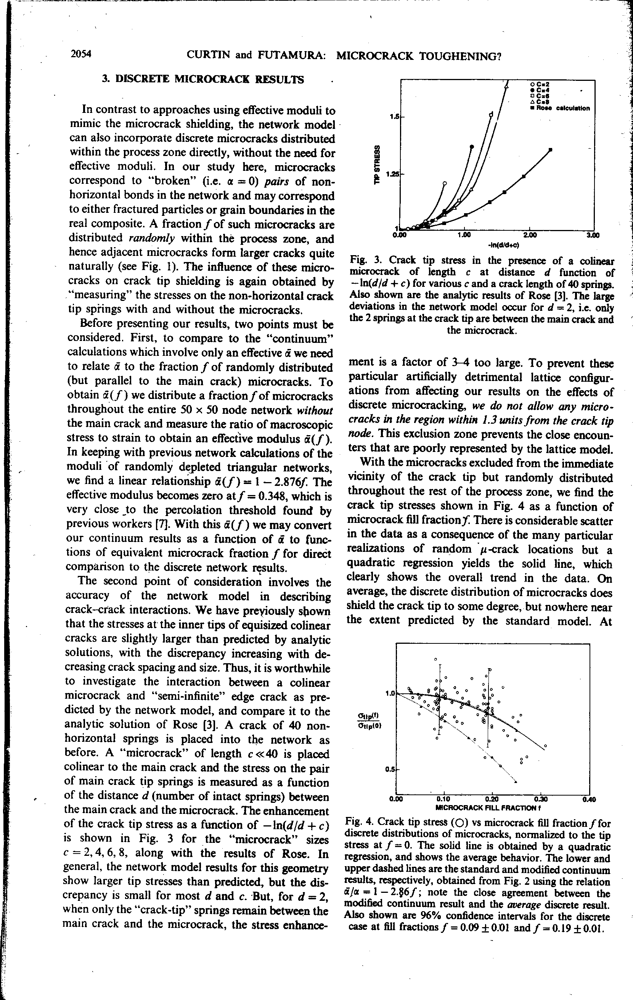 2054
CURTIN and FUTAMURA: MICROCRACK TOUGHENING?
3. DISCRETE MICROCRACK RESULTS
In contrast to approaches using effective moduli to
mimic the microcrack shielding, the network model
can also incorporate discrete microcracks distributed
within the process zone directly, without the need for
effective moduli. In our study here, microcracks
correspond to “broken” (i.e. α = 0) pairs of non-
horizontal bonds in the network and may correspond
to either fractured particles or grain boundaries in the
real composite. A fraction f of such microcracks are
distributed randomly within the process zone, and
hence adjacent microcracks form larger cracks quite
naturally (see Fig. 1). The influence of these micro-
cracks on crack tip shielding is again obtained by
“measuring” the stresses on the non-horizontal crack
tip springs with and without the microcracks.
Before presenting our results, two points must be
considered. First, to compare to the “continuum”
calculations which involve only an effective ᾱ we need
to relate ᾱ to the fraction f of randomly distributed
(but parallel to the main crack) microcracks. To
obtain ᾱ(f) we distribute a fraction f of microcracks
throughout the entire 50 × 50 node network without
the main crack and measure the ratio of macroscopic
stress to strain to obtain an effective modulus ᾱ(f).
In keeping with previous network calculations of the
moduli of randomly depleted triangular networks,
we find a linear relationship ᾱ(f) = 1 − 2.876f. The
effective modulus becomes zero at f = 0.348, which is
very close to the percolation threshold found by
previous workers [7]. With this ᾱ(f) we may convert
our continuum results as a function of ᾱ to func-
tions of equivalent microcrack fraction f for direct
comparison to the discrete network results.
The second point of consideration involves the
accuracy of the network model in describing
crack–crack interactions. We have previously shown
that the stresses at the inner tips of equisized colinear
cracks are slightly larger than predicted by analytic
solutions, with the discrepancy increasing with de-
creasing crack spacing and size. Thus, it is worthwhile
to investigate the interaction between a colinear
microcrack and “semi-infinite” edge crack as pre-
dicted by the network model, and compare it to the
analytic solution of Rose [3]. A crack of 40 non-
horizontal springs is placed into the network as
before. A “microcrack” of length c ≪ 40 is placed
colinear to the main crack and the stress on the pair
of main crack tip springs is measured as a function
of the distance d (number of intact springs) between
the main crack and the microcrack. The enhancement
of the crack tip stress as a function of −ln(d/d + c)
is shown in Fig. 3 for the “microcrack” sizes
c = 2, 4, 6, 8, along with the results of Rose. In
general, the network model results for this geometry
show larger tip stresses than predicted, but the dis-
crepancy is small for most d and c. But, for d = 2,
when only the “crack-tip” springs remain between the
main crack and the microcrack, the stress enhance-
○ C=2
● C=4
□ C=6
△ C=8
■ Rose calculation
1.5
1.25
1
TIP STRESS
0.00 1.00 2.00 3.00
-ln(d/d+c)
Fig. 3. Crack tip stress in the presence of a colinear
microcrack of length c at distance d function of
−ln(d/d + c) for various c and a crack length of 40 springs.
Also shown are the analytic results of Rose [3]. The large
deviations in the network model occur for d = 2, i.e. only
the 2 springs at the crack tip are between the main crack and
the microcrack.
ment is a factor of 3–4 too large. To prevent these
particular artificially detrimental lattice configur-
ations from affecting our results on the effects of
discrete microcracking, we do not allow any micro-
cracks in the region within 1.3 units from the crack tip
node. This exclusion zone prevents the close encoun-
ters that are poorly represented by the lattice model.
With the microcracks excluded from the immediate
vicinity of the crack tip but randomly distributed
throughout the rest of the process zone, we find the
crack tip stresses shown in Fig. 4 as a function of
microcrack fill fraction f. There is considerable scatter
in the data as a consequence of the many particular
realizations of random μ-crack locations but a
quadratic regression yields the solid line, which
clearly shows the overall trend in the data. On
average, the discrete distribution of microcracks does
shield the crack tip to some degree, but nowhere near
the extent predicted by the standard model. At
1.0
σtip(f)
σtip(0)
0.5
0.00 0.10 0.20 0.30 0.40
MICROCRACK FILL FRACTION f
Fig. 4. Crack tip stress (○) vs microcrack fill fraction f for
discrete distributions of microcracks, normalized to the tip
stress at f = 0. The solid line is obtained by a quadratic
regression, and shows the average behavior. The lower and
upper dashed lines are the standard and modified continuum
results, respectively, obtained from Fig. 2 using the relation
ᾱ/α = 1 − 2.86f; note the close agreement between the
modified continuum result and the average discrete result.
Also shown are 96% confidence intervals for the discrete
case at fill fractions f = 0.09 ± 0.01 and f = 0.19 ± 0.01.